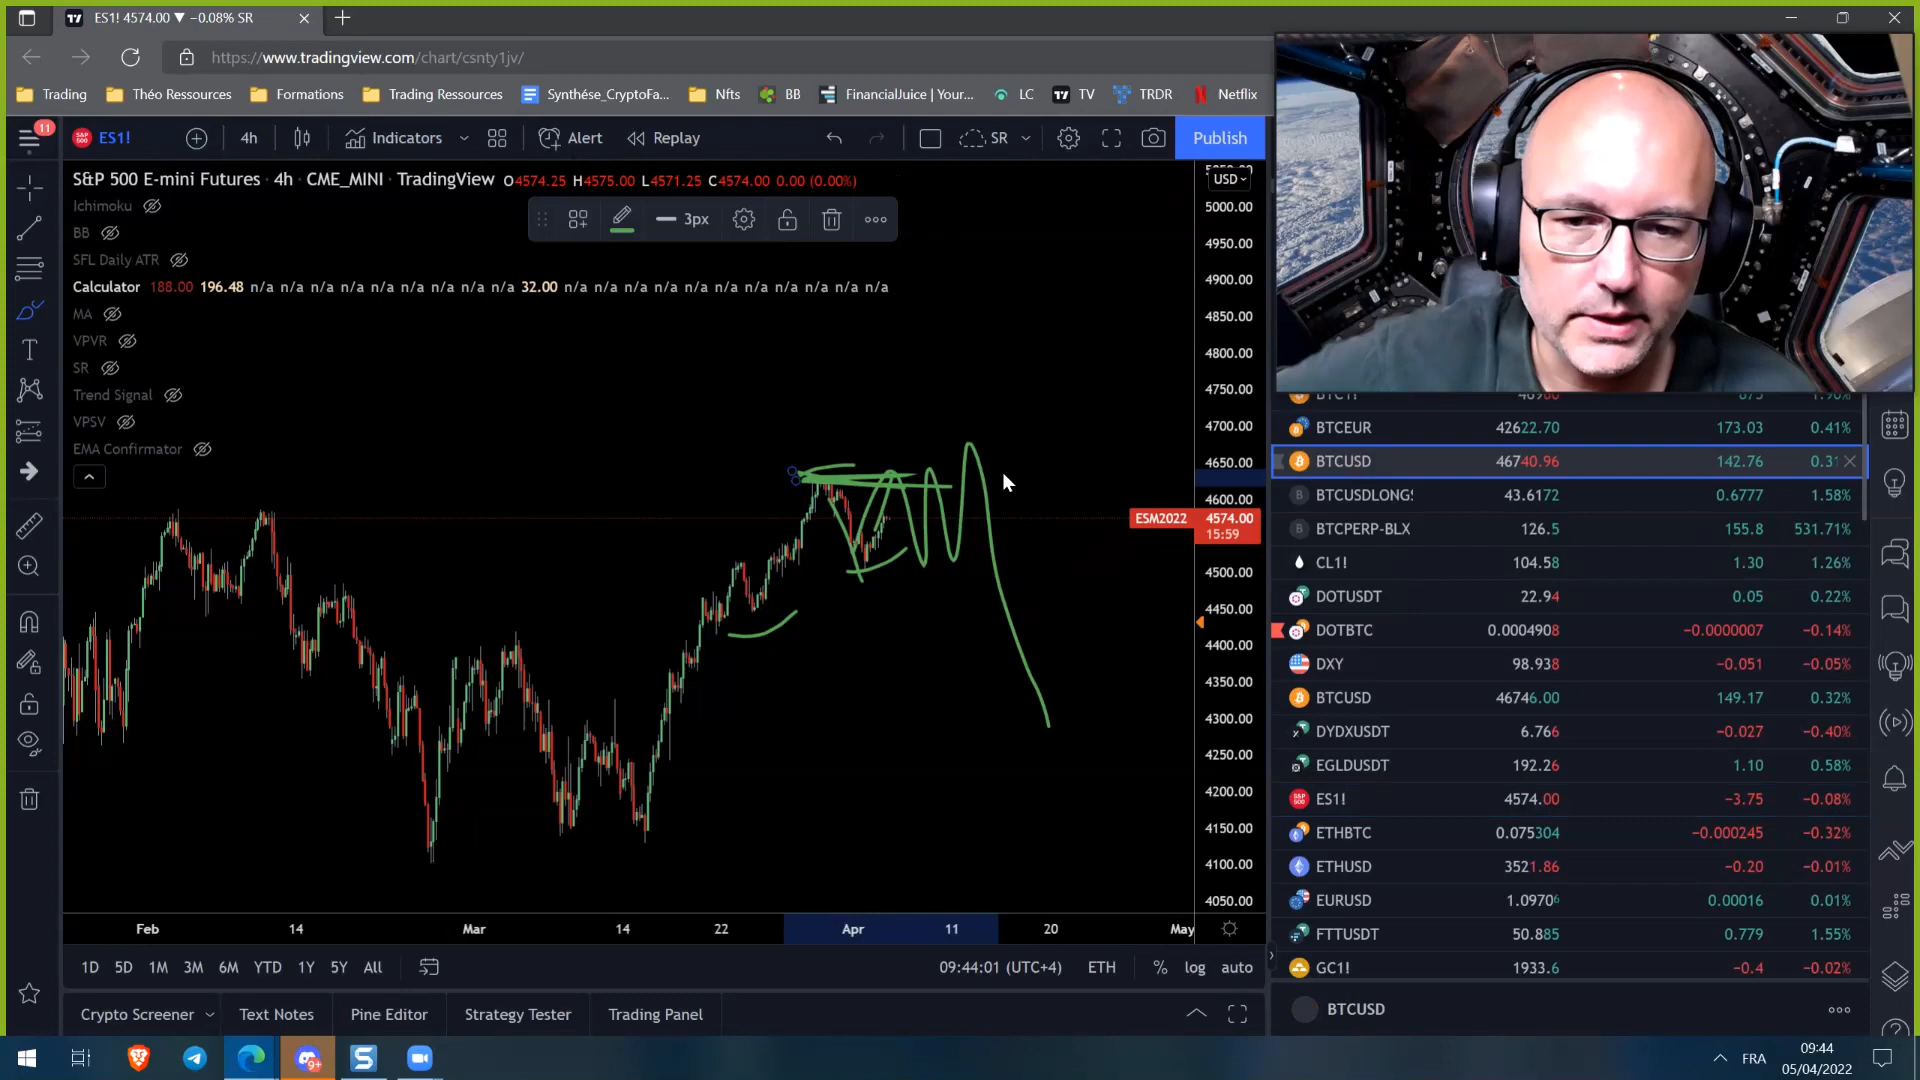 ES1! 4574.00 ▼ −0.08% SR
https://www.tradingview.com/chart/csnty1jv/
Trading
Théo Ressources
Formations
Trading Ressources
Synthése_CryptoFa...
Nfts
BB
FinancialJuice | Your...
LC
TV
TRDR
Netflix
11
ES1!
4h
Indicators
Alert
Replay
SR
Publish
S&P 500 E-mini Futures · 4h · CME_MINI · TradingView O4574.25 H4575.00 L4571.25 C4574.00 0.00 (0.00%)
USD
Ichimoku
3px
BB
SFL Daily ATR
Calculator 188.00 196.48 n/a n/a n/a n/a n/a n/a n/a n/a n/a 32.00 n/a n/a n/a n/a n/a n/a n/a n/a n/a n/a n/a
MA
VPVR
SR
Trend Signal
VPSV
EMA Confirmator
5000.00
4950.00
4900.00
4850.00
4800.00
4750.00
4700.00
4650.00
4600.00
ESM2022 4574.00
15:59
4500.00
4450.00
4400.00
4350.00
4300.00
4250.00
4200.00
4150.00
4100.00
4050.00
Feb 14 Mar 14 22 Apr 11 20 May
1D 5D 1M 3M 6M YTD 1Y 5Y All
09:44:01 (UTC+4) ETH % log auto
Crypto Screener
Text Notes
Pine Editor
Strategy Tester
Trading Panel
BTCEUR 42622.70 173.03 0.41%
BTCUSD 46740.96 142.76 0.31
BTCUSDLONGS 43.6172 0.6777 1.58%
BTCPERP-BLX 126.5 155.8 531.71%
CL1! 104.58 1.30 1.26%
DOTUSDT 22.94 0.05 0.22%
DOTBTC 0.0004908 −0.0000007 −0.14%
DXY 98.938 −0.051 −0.05%
BTCUSD 46746.00 149.17 0.32%
DYDXUSDT 6.766 −0.027 −0.40%
EGLDUSDT 192.26 1.10 0.58%
ES1! 4574.00 −3.75 −0.08%
ETHBTC 0.075304 −0.000245 −0.32%
ETHUSD 3521.86 −0.20 −0.01%
EURUSD 1.09706 0.00016 0.01%
FTTUSDT 50.885 0.779 1.55%
GC1! 1933.6 −0.4 −0.02%
BTCUSD
9+
FRA
09:44
05/04/2022